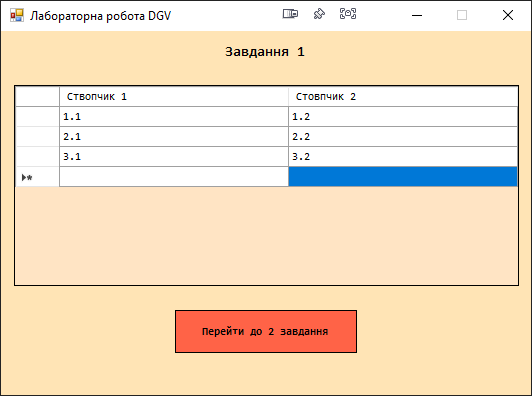 Лабораторна робота DGV
Завдання 1
Ствопчик 1 Стовпчик 2
1.1 1.2
2.1 2.2
3.1 3.2
Перейти до 2 завдання